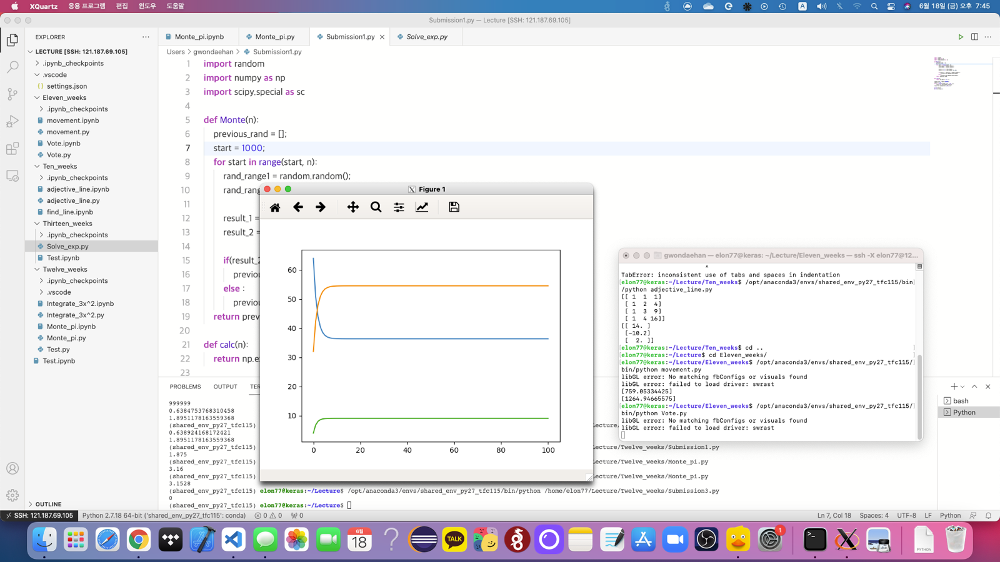 XQuartz 응용 프로그램 편집 윈도우 도움말
A
6월 18일 (금) 오후 7:45
Submission1.py — Lecture [SSH: 121.187.69.105]
EXPLORER
LECTURE [SSH: 121.187.69.105]
.ipynb_checkpoints
.vscode
settings.json
Eleven_weeks
.ipynb_checkpoints
movement.ipynb
movement.py
Vote.ipynb
Vote.py
Ten_weeks
.ipynb_checkpoints
adjective_line.ipynb
adjective_line.py
find_line.ipynb
Thirteen_weeks
.ipynb_checkpoints
Solve_exp.py
Test.ipynb
Twelve_weeks
.ipynb_checkpoints
.vscode
Integrate_3x^2.ipynb
Integrate_3x^2.py
Monte_pi.ipynb
Monte_pi.py
Test.py
Test.ipynb
OUTLINE
Monte_pi.ipynb
Monte_pi.py
Submission1.py
Solve_exp.py
Users > gwondaehan > Submission1.py
1 import random
2 import numpy as np
3 import scipy.special as sc
4
5 def Monte(n):
6 previous_rand = [];
7 start = 1000;
8 for start in range(start, n):
9 rand_range1 = random.random();
10 rand_rang
11
12 result_1 =
13 result_2 =
14
15 if(result_2
16 previou
17 else :
18 previou
19 return prev
20
21 def calc(n):
22 return np.ex
23
Figure 1
60
50
40
30
20
10
0 20 40 60 80 100
gwondaehan — elon77@keras: ~/Lecture/Eleven_weeks — ssh -X elon77@12...
^
TabError: inconsistent use of tabs and spaces in indentation
[elon77@keras:~/Lecture/Ten_weeks$ /opt/anaconda3/envs/shared_env_py27_tfc115/bin]
/python adjective_line.py
[[ 1 1 1]
[ 1 2 4]
[ 1 3 9]
[ 1 4 16]]
[[ 14. ]
[-10.2]
[ 2. ]]
[elon77@keras:~/Lecture/Ten_weeks$ cd .. ]
[elon77@keras:~/Lecture$ cd Eleven_weeks/ ]
[elon77@keras:~/Lecture/Eleven_weeks$ /opt/anaconda3/envs/shared_env_py27_tfc115/]
bin/python movement.py
libGL error: No matching fbConfigs or visuals found
libGL error: failed to load driver: swrast
[759.05334425]
[1264.94665575]
[elon77@keras:~/Lecture/Eleven_weeks$ /opt/anaconda3/envs/shared_env_py27_tfc115/]
bin/python Vote.py
libGL error: No matching fbConfigs or visuals found
libGL error: failed to load driver: swrast
PROBLEMS OUTPUT TER
bash
Python
999999
0.6384753768310458
1.8951178163559368
(shared_env_py27_tfc115)
0.638924168172421
1.8951178163559368
(shared_env_py27_tfc115) Lecture/Twelve_weeks/Submission1.py
1.875
(shared_env_py27_tfc115) Lecture/Twelve_weeks/Monte_pi.py
3.16
(shared_env_py27_tfc115) Lecture/Twelve_weeks/Monte_pi.py
3.1528
(shared_env_py27_tfc115) elon77@keras:~/Lecture$ /opt/anaconda3/envs/shared_env_py27_tfc115/bin/python /home/elon77/Lecture/Twelve_weeks/Submission3.py
0
(shared_env_py27_tfc115) elon77@keras:~/Lecture$
SSH: 121.187.69.105 Python 2.7.18 64-bit ('shared_env_py27_tfc115': conda) 0 0 0
Ln 7, Col 18 Spaces: 4 UTF-8 LF Python
6월
18
TALK
1
PYTHON